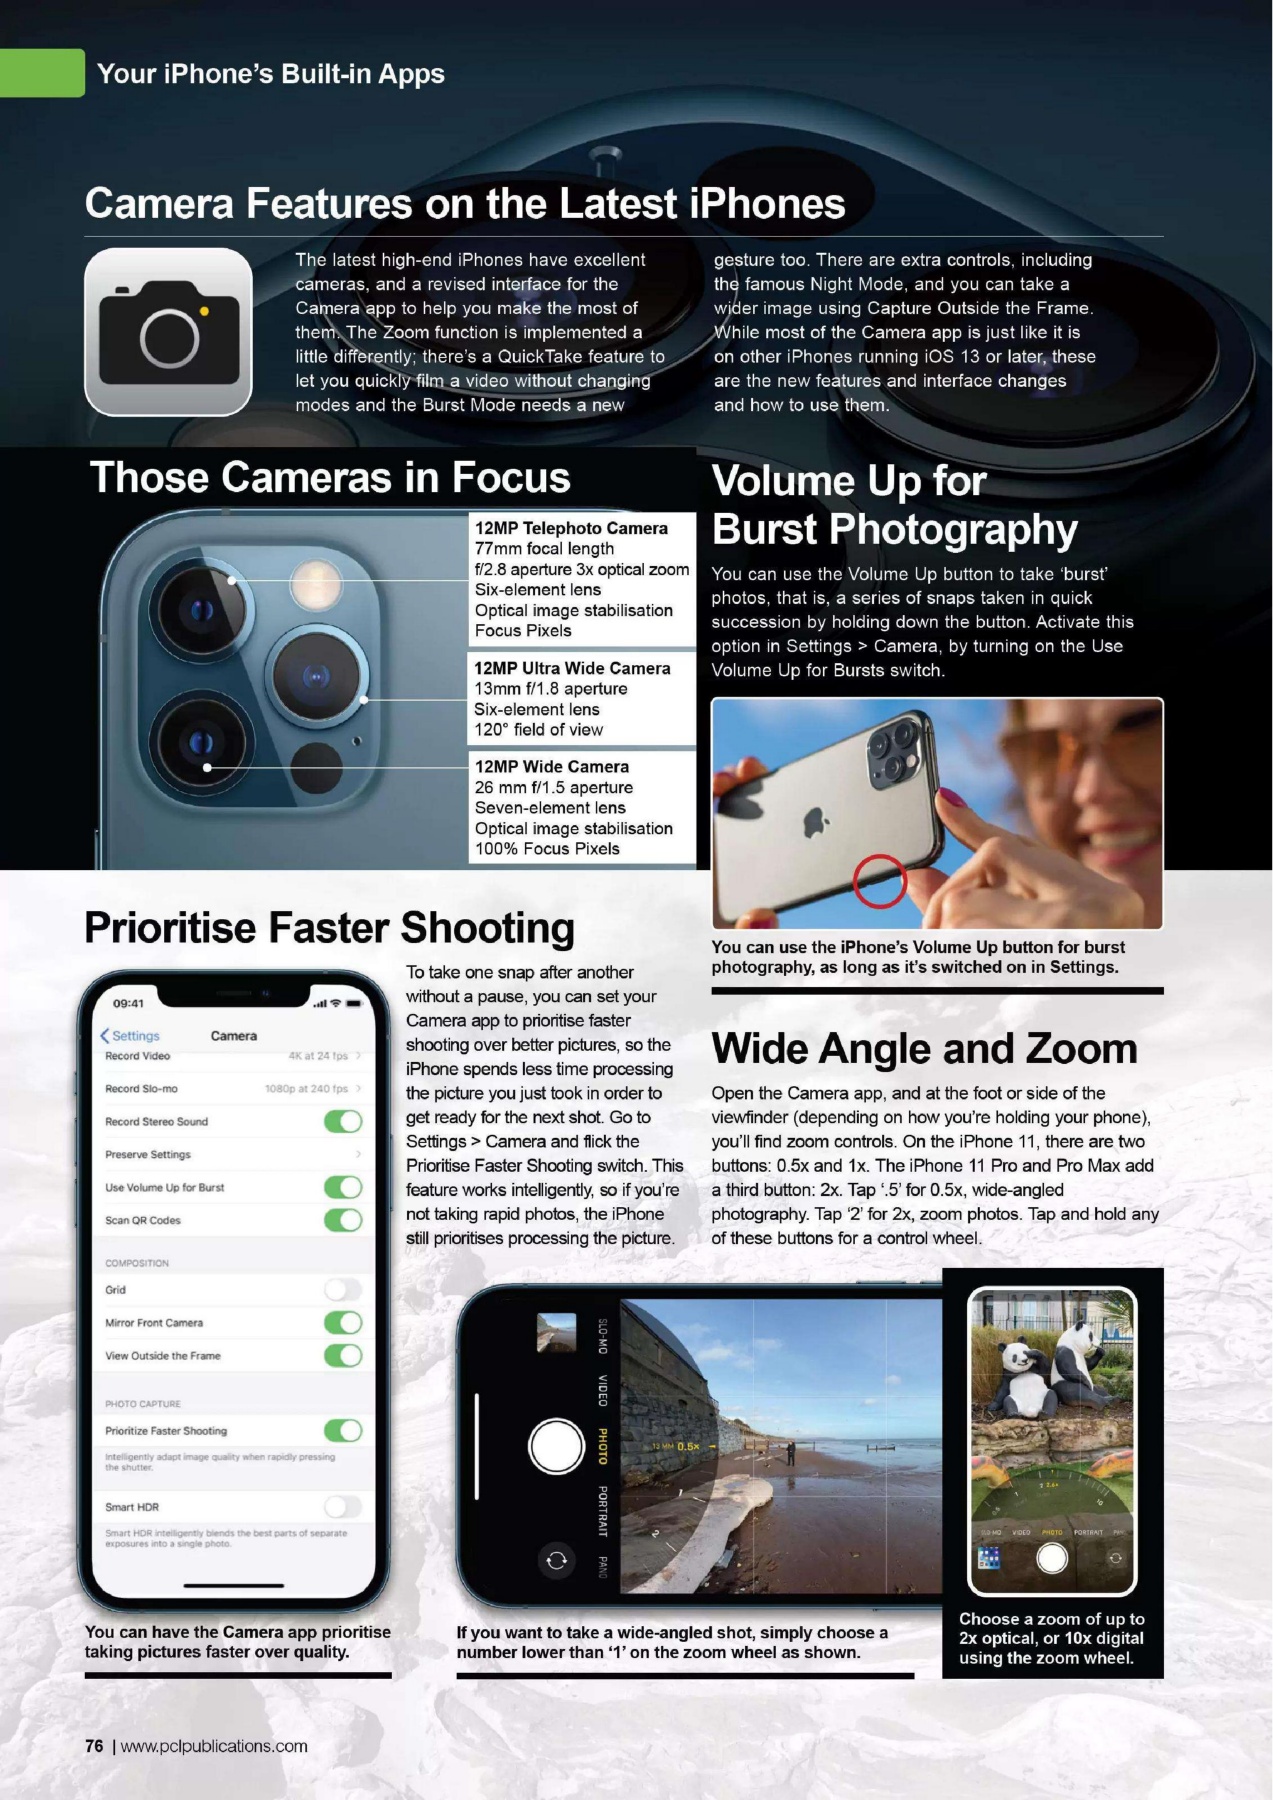 Your iPhone’s Built-in Apps
Camera Features on the Latest iPhones
The latest high-end iPhones have excellent
cameras, and a revised interface for the
Camera app to help you make the most of
them. The Zoom function is implemented a
little differently; there’s a QuickTake feature to
let you quickly film a video without changing
modes and the Burst Mode needs a new
gesture too. There are extra controls, including
the famous Night Mode, and you can take a
wider image using Capture Outside the Frame.
While most of the Camera app is just like it is
on other iPhones running iOS 13 or later, these
are the new features and interface changes
and how to use them.
Those Cameras in Focus
12MP Telephoto Camera
77mm focal length
f/2.8 aperture 3x optical zoom
Six-element lens
Optical image stabilisation
Focus Pixels
12MP Ultra Wide Camera
13mm f/1.8 aperture
Six-element lens
120° field of view
12MP Wide Camera
26 mm f/1.5 aperture
Seven-element lens
Optical image stabilisation
100% Focus Pixels
Volume Up for
Burst Photography
You can use the Volume Up button to take ‘burst’
photos, that is, a series of snaps taken in quick
succession by holding down the button. Activate this
option in Settings > Camera, by turning on the Use
Volume Up for Bursts switch.
You can use the iPhone’s Volume Up button for burst
photography, as long as it’s switched on in Settings.
Prioritise Faster Shooting
09:41
Settings
Camera
Record Video 4K at 24 fps
Record Slo-mo 1080p at 240 fps
Record Stereo Sound
Preserve Settings
Use Volume Up for Burst
Scan QR Codes
COMPOSITION
Grid
Mirror Front Camera
View Outside the Frame
PHOTO CAPTURE
Prioritize Faster Shooting
Intelligently adapt image quality when rapidly pressing
the shutter.
Smart HDR
Smart HDR intelligently blends the best parts of separate
exposures into a single photo.
You can have the Camera app prioritise
taking pictures faster over quality.
To take one snap after another
without a pause, you can set your
Camera app to prioritise faster
shooting over better pictures, so the
iPhone spends less time processing
the picture you just took in order to
get ready for the next shot. Go to
Settings > Camera and flick the
Prioritise Faster Shooting switch. This
feature works intelligently, so if you’re
not taking rapid photos, the iPhone
still prioritises processing the picture.
Wide Angle and Zoom
Open the Camera app, and at the foot or side of the
viewfinder (depending on how you’re holding your phone),
you’ll find zoom controls. On the iPhone 11, there are two
buttons: 0.5x and 1x. The iPhone 11 Pro and Pro Max add
a third button: 2x. Tap ‘.5’ for 0.5x, wide-angled
photography. Tap ‘2’ for 2x, zoom photos. Tap and hold any
of these buttons for a control wheel.
SLO-MO
VIDEO
PHOTO
PORTRAIT
PANO
13 MM 0.5×
1
2
If you want to take a wide-angled shot, simply choose a
number lower than ‘1’ on the zoom wheel as shown.
10
SLO-MO VIDEO PHOTO PORTRAIT
Choose a zoom of up to
2x optical, or 10x digital
using the zoom wheel.
76 | www.pclpublications.com